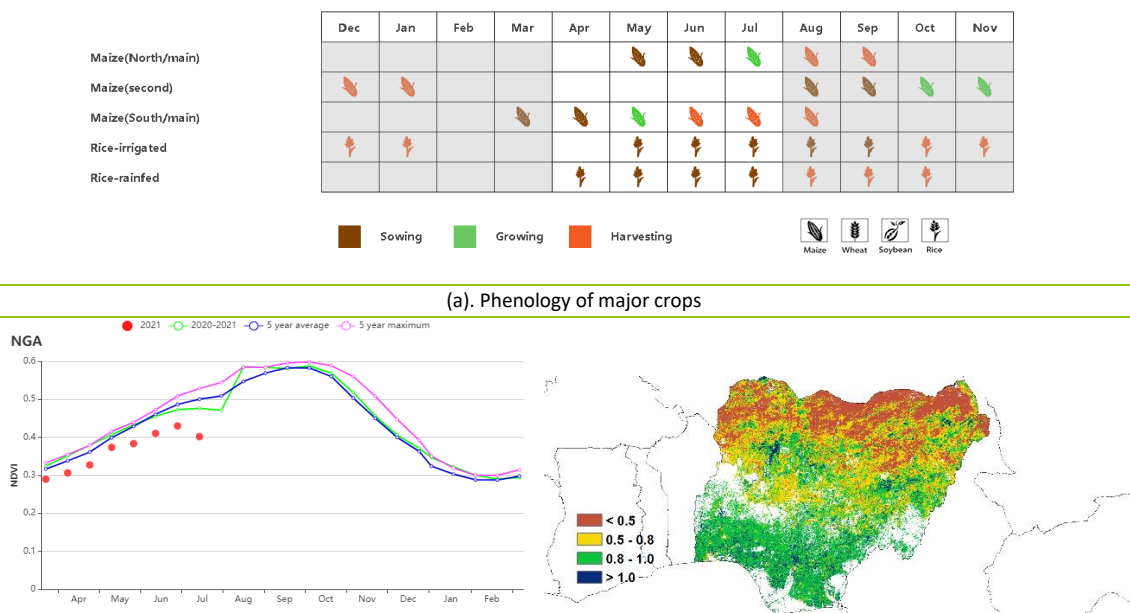 Dec Jan Feb Mar Apr May Jun Jul Aug Sep Oct Nov
Maize(North/main)
Maize(second)
Maize(South/main)
Rice-irrigated
Rice-rainfed
Sowing Growing Harvesting
Maize Wheat Soybean Rice
(a). Phenology of major crops
2021 2020-2021 5 year average 5 year maximum
NGA
0.6
0.5
0.4
0.3
0.2
0.1
0
NDVI
Apr May Jun Jul Aug Sep Oct Nov Dec Jan Feb
< 0.5
0.5 - 0.8
0.8 - 1.0
> 1.0